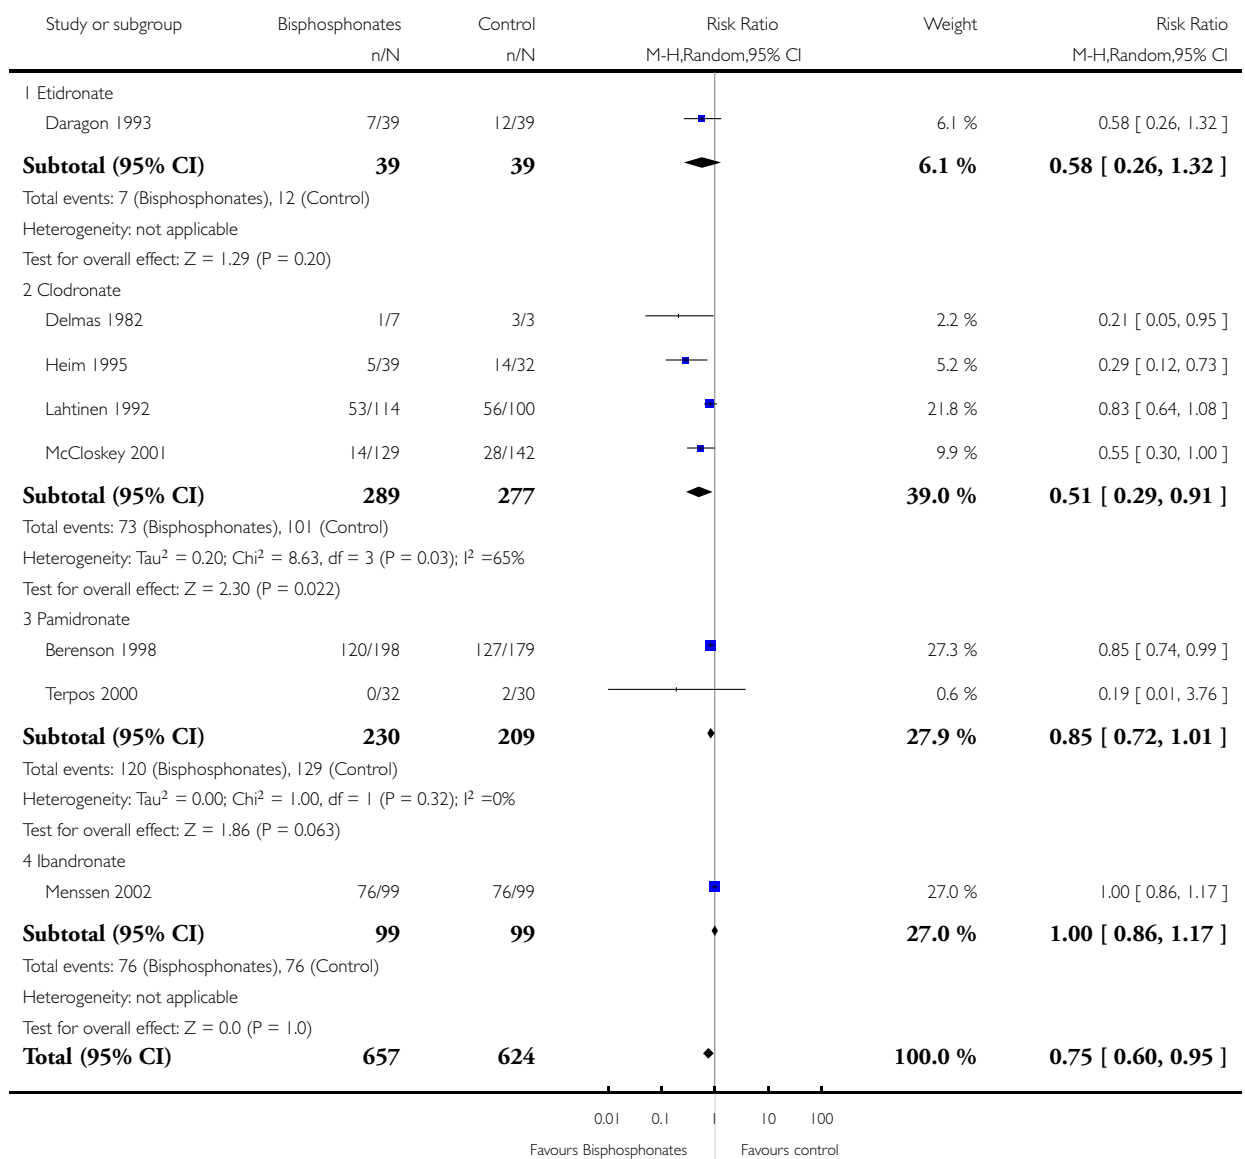 Study or subgroup Bisphosphonates Control Risk Ratio Weight Risk Ratio
n/N n/N M-H,Random,95% CI M-H,Random,95% CI
1 Etidronate
Daragon 1993 7/39 12/39 6.1 % 0.58 [ 0.26, 1.32 ]
Subtotal (95% CI) 39 39 6.1 % 0.58 [ 0.26, 1.32 ]
Total events: 7 (Bisphosphonates), 12 (Control)
Heterogeneity: not applicable
Test for overall effect: Z = 1.29 (P = 0.20)
2 Clodronate
Delmas 1982 1/7 3/3 2.2 % 0.21 [ 0.05, 0.95 ]
Heim 1995 5/39 14/32 5.2 % 0.29 [ 0.12, 0.73 ]
Lahtinen 1992 53/114 56/100 21.8 % 0.83 [ 0.64, 1.08 ]
McCloskey 2001 14/129 28/142 9.9 % 0.55 [ 0.30, 1.00 ]
Subtotal (95% CI) 289 277 39.0 % 0.51 [ 0.29, 0.91 ]
Total events: 73 (Bisphosphonates), 101 (Control)
Heterogeneity: Tau² = 0.20; Chi² = 8.63, df = 3 (P = 0.03); I² =65%
Test for overall effect: Z = 2.30 (P = 0.022)
3 Pamidronate
Berenson 1998 120/198 127/179 27.3 % 0.85 [ 0.74, 0.99 ]
Terpos 2000 0/32 2/30 0.6 % 0.19 [ 0.01, 3.76 ]
Subtotal (95% CI) 230 209 27.9 % 0.85 [ 0.72, 1.01 ]
Total events: 120 (Bisphosphonates), 129 (Control)
Heterogeneity: Tau² = 0.00; Chi² = 1.00, df = 1 (P = 0.32); I² =0%
Test for overall effect: Z = 1.86 (P = 0.063)
4 Ibandronate
Menssen 2002 76/99 76/99 27.0 % 1.00 [ 0.86, 1.17 ]
Subtotal (95% CI) 99 99 27.0 % 1.00 [ 0.86, 1.17 ]
Total events: 76 (Bisphosphonates), 76 (Control)
Heterogeneity: not applicable
Test for overall effect: Z = 0.0 (P = 1.0)
Total (95% CI) 657 624 100.0 % 0.75 [ 0.60, 0.95 ]
0.01 0.1 1 10 100
Favours Bisphosphonates Favours control